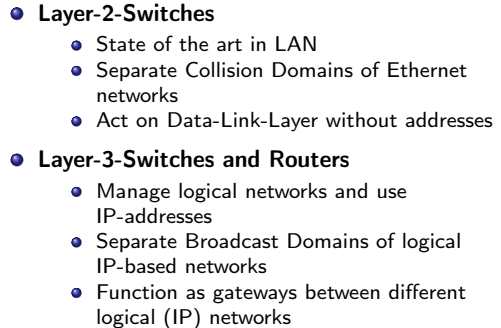 Layer-2-Switches
State of the art in LAN
Separate Collision Domains of Ethernet
networks
Act on Data-Link-Layer without addresses
Layer-3-Switches and Routers
Manage logical networks and use
IP-addresses
Separate Broadcast Domains of logical
IP-based networks
Function as gateways between different
logical (IP) networks